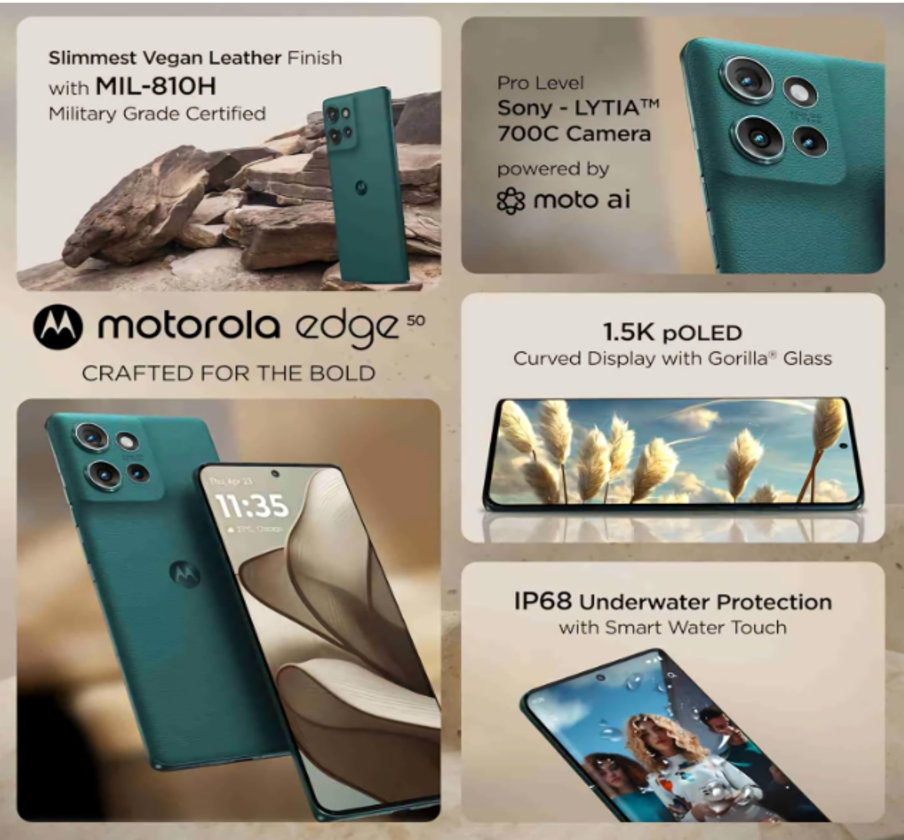 Slimmest Vegan Leather Finish
with MIL-810H
Military Grade Certified
Pro Level
Sony - LYTIA™
700C Camera
powered by
moto ai
motorola edge 50
CRAFTED FOR THE BOLD
1.5K pOLED
Curved Display with Gorilla® Glass
11:35
IP68 Underwater Protection
with Smart Water Touch